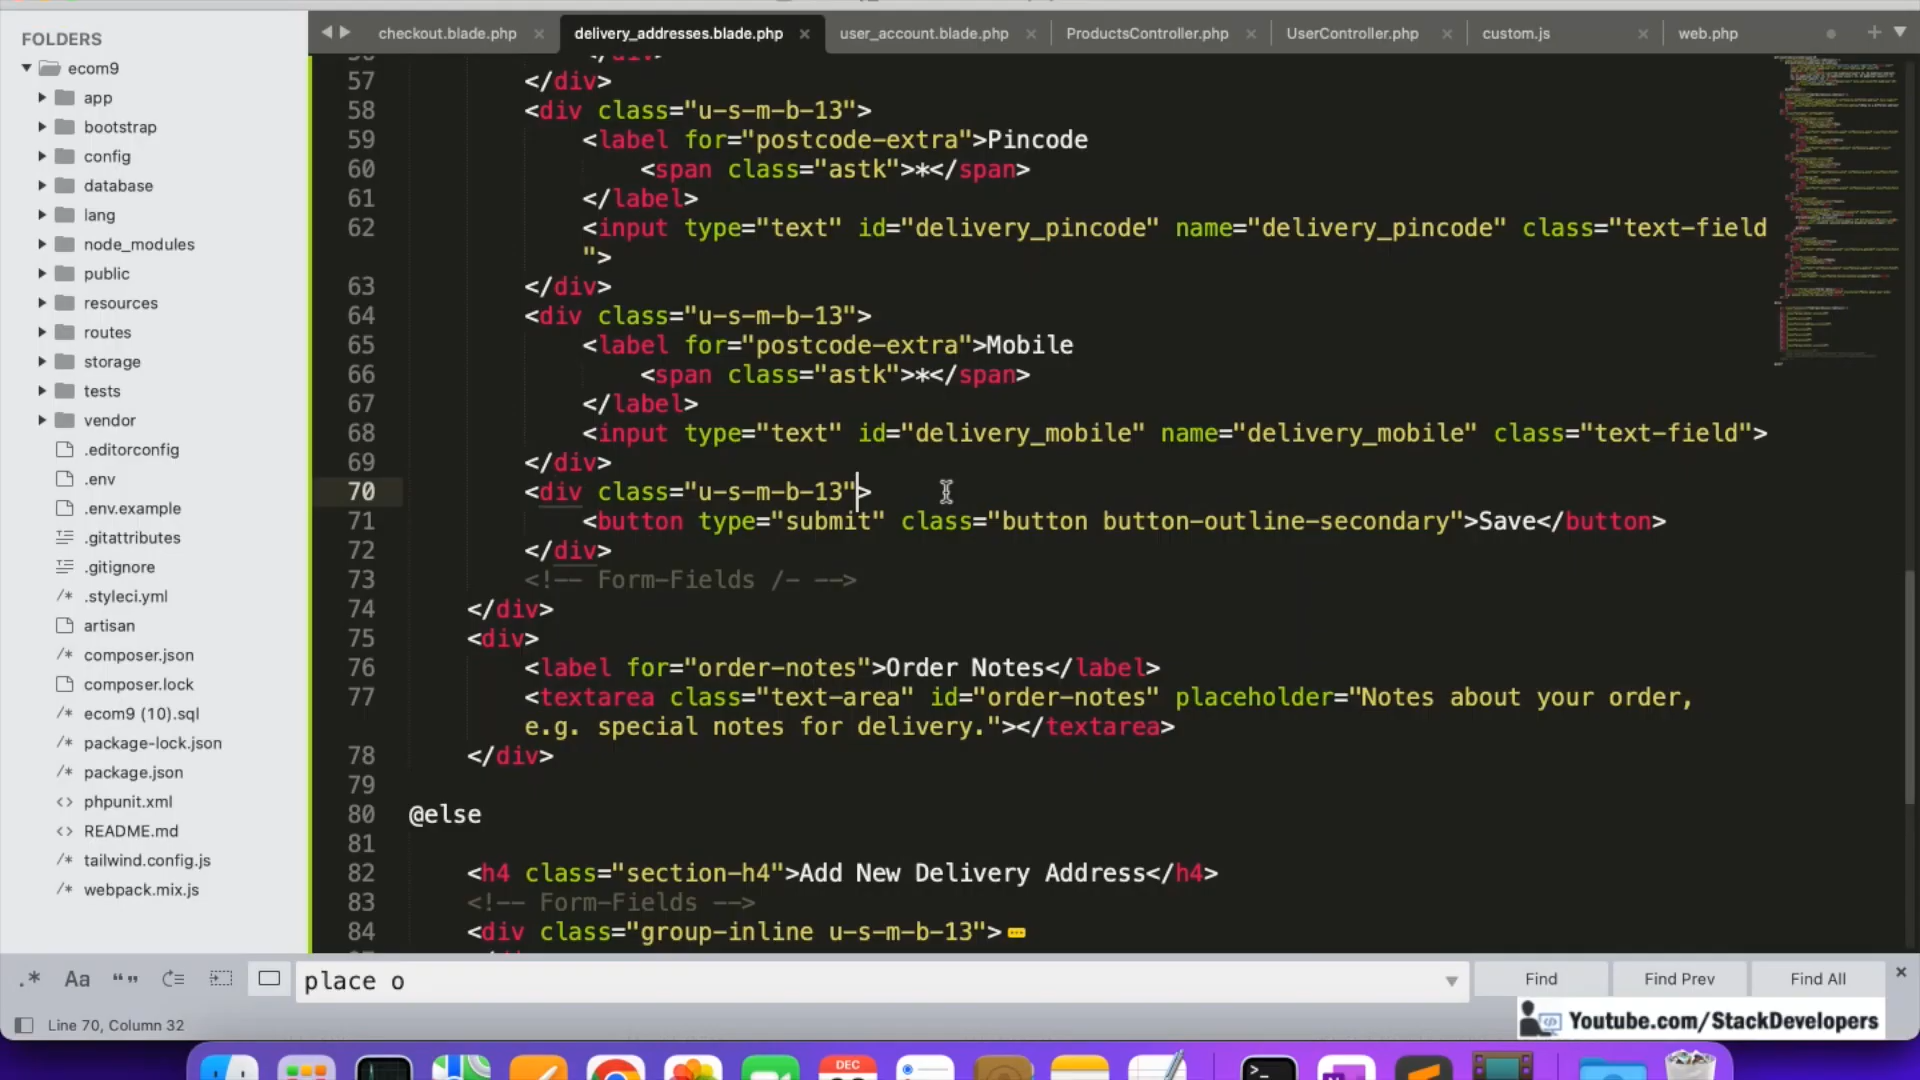 FOLDERS
ecom9
app
bootstrap
config
database
lang
node_modules
public
resources
routes
storage
tests
vendor
.editorconfig
.env
.env.example
.gitattributes
.gitignore
/* .styleci.yml
artisan
/* composer.json
composer.lock
/* ecom9 (10).sql
/* package-lock.json
/* package.json
<> phpunit.xml
<> README.md
/* tailwind.config.js
/* webpack.mix.js
checkout.blade.php × delivery_addresses.blade.php × user_account.blade.php × ProductsController.php × UserController.php × custom.js × web.php
57 </div>
58 <div class="u-s-m-b-13">
59 <label for="postcode-extra">Pincode
60 <span class="astk">*</span>
61 </label>
62 <input type="text" id="delivery_pincode" name="delivery_pincode" class="text-field
">
63 </div>
64 <div class="u-s-m-b-13">
65 <label for="postcode-extra">Mobile
66 <span class="astk">*</span>
67 </label>
68 <input type="text" id="delivery_mobile" name="delivery_mobile" class="text-field">
69 </div>
70 <div class="u-s-m-b-13">
71 <button type="submit" class="button button-outline-secondary">Save</button>
72 </div>
73 <!-- Form-Fields /- -->
74 </div>
75 <div>
76 <label for="order-notes">Order Notes</label>
77 <textarea class="text-area" id="order-notes" placeholder="Notes about your order,
e.g. special notes for delivery."></textarea>
78 </div>
79
80 @else
81
82 <h4 class="section-h4">Add New Delivery Address</h4>
83 <!-- Form-Fields -->
84 <div class="group-inline u-s-m-b-13">
.* Aa “” place o Find Find Prev Find All ×
Line 70, Column 32
Youtube.com/StackDevelopers
DEC